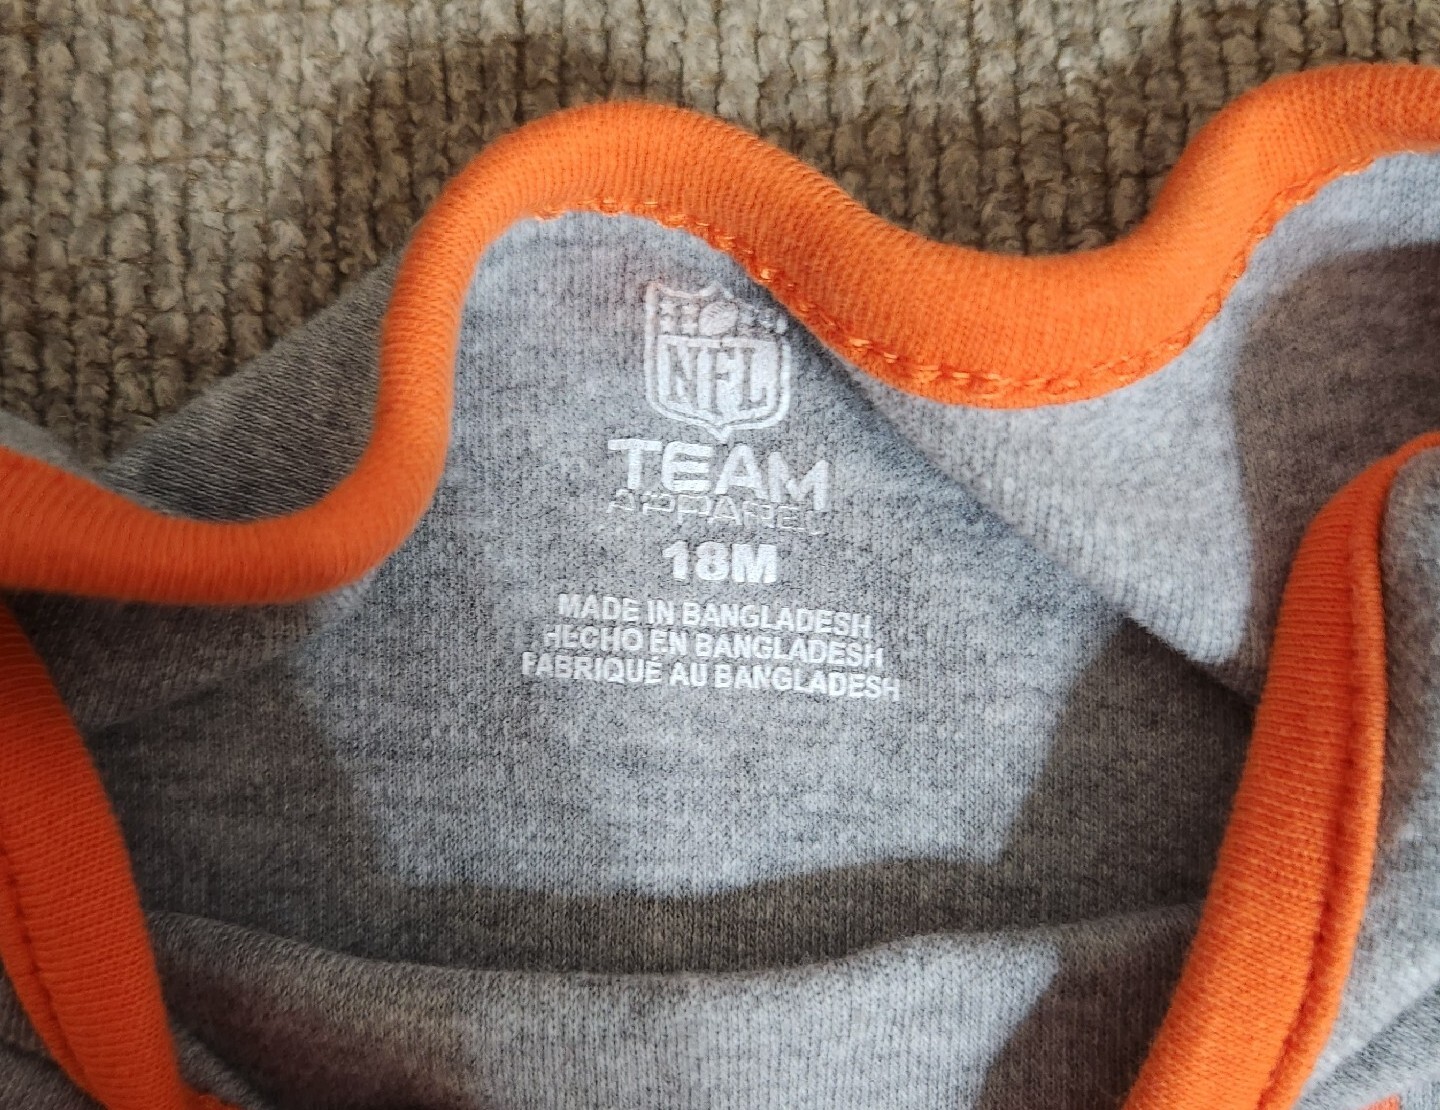 NFL
TEAM
APPAREL
18M
MADE IN BANGLADESH
HECHO EN BANGLADESH
FABRIQUÉ AU BANGLADESH